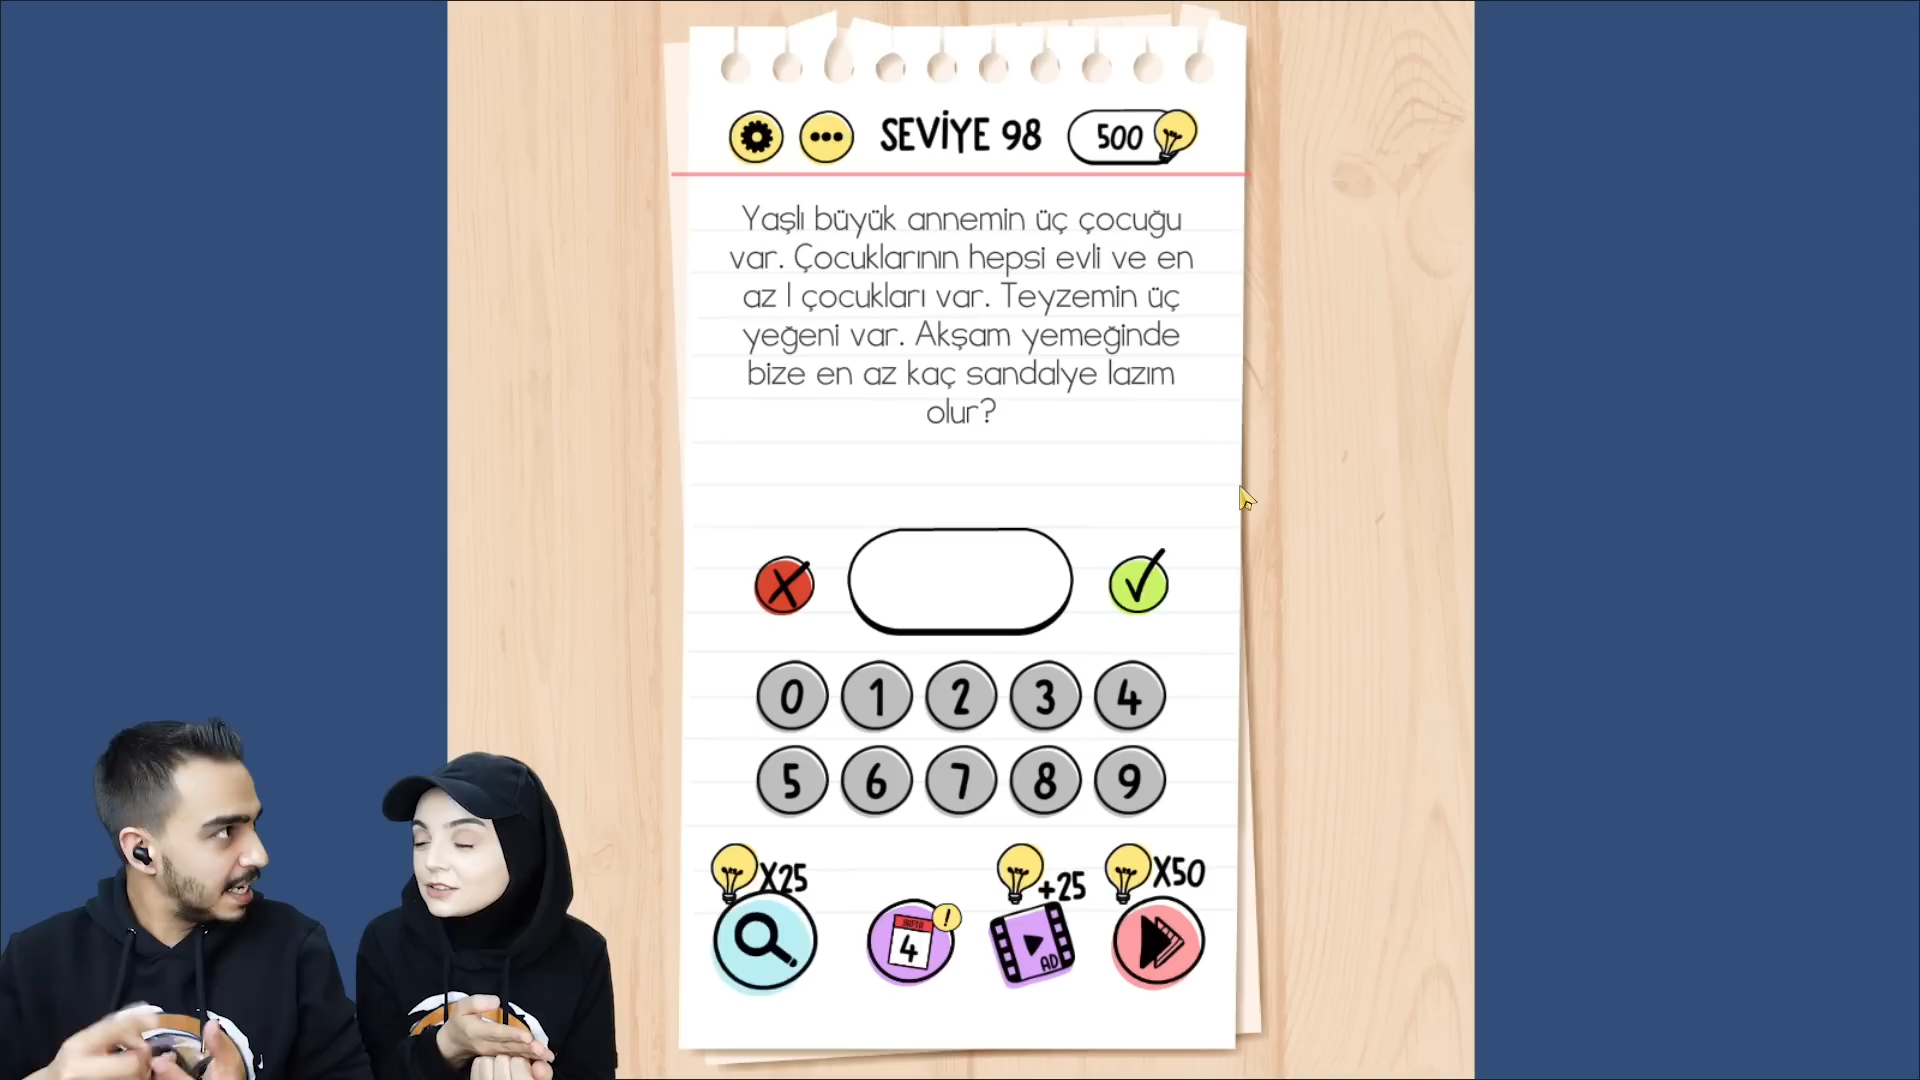 SEVİYE 98
500
Yaşlı büyük annemin üç çocuğu
var. Çocuklarının hepsi evli ve en
az 1 çocukları var. Teyzemin üç
yeğeni var. Akşam yemeğinde
bize en az kaç sandalye lazım
olur?
X ✓
0 1 2 3 4
5 6 7 8 9
X25 +25 X50
HAFTA
4
!
AD